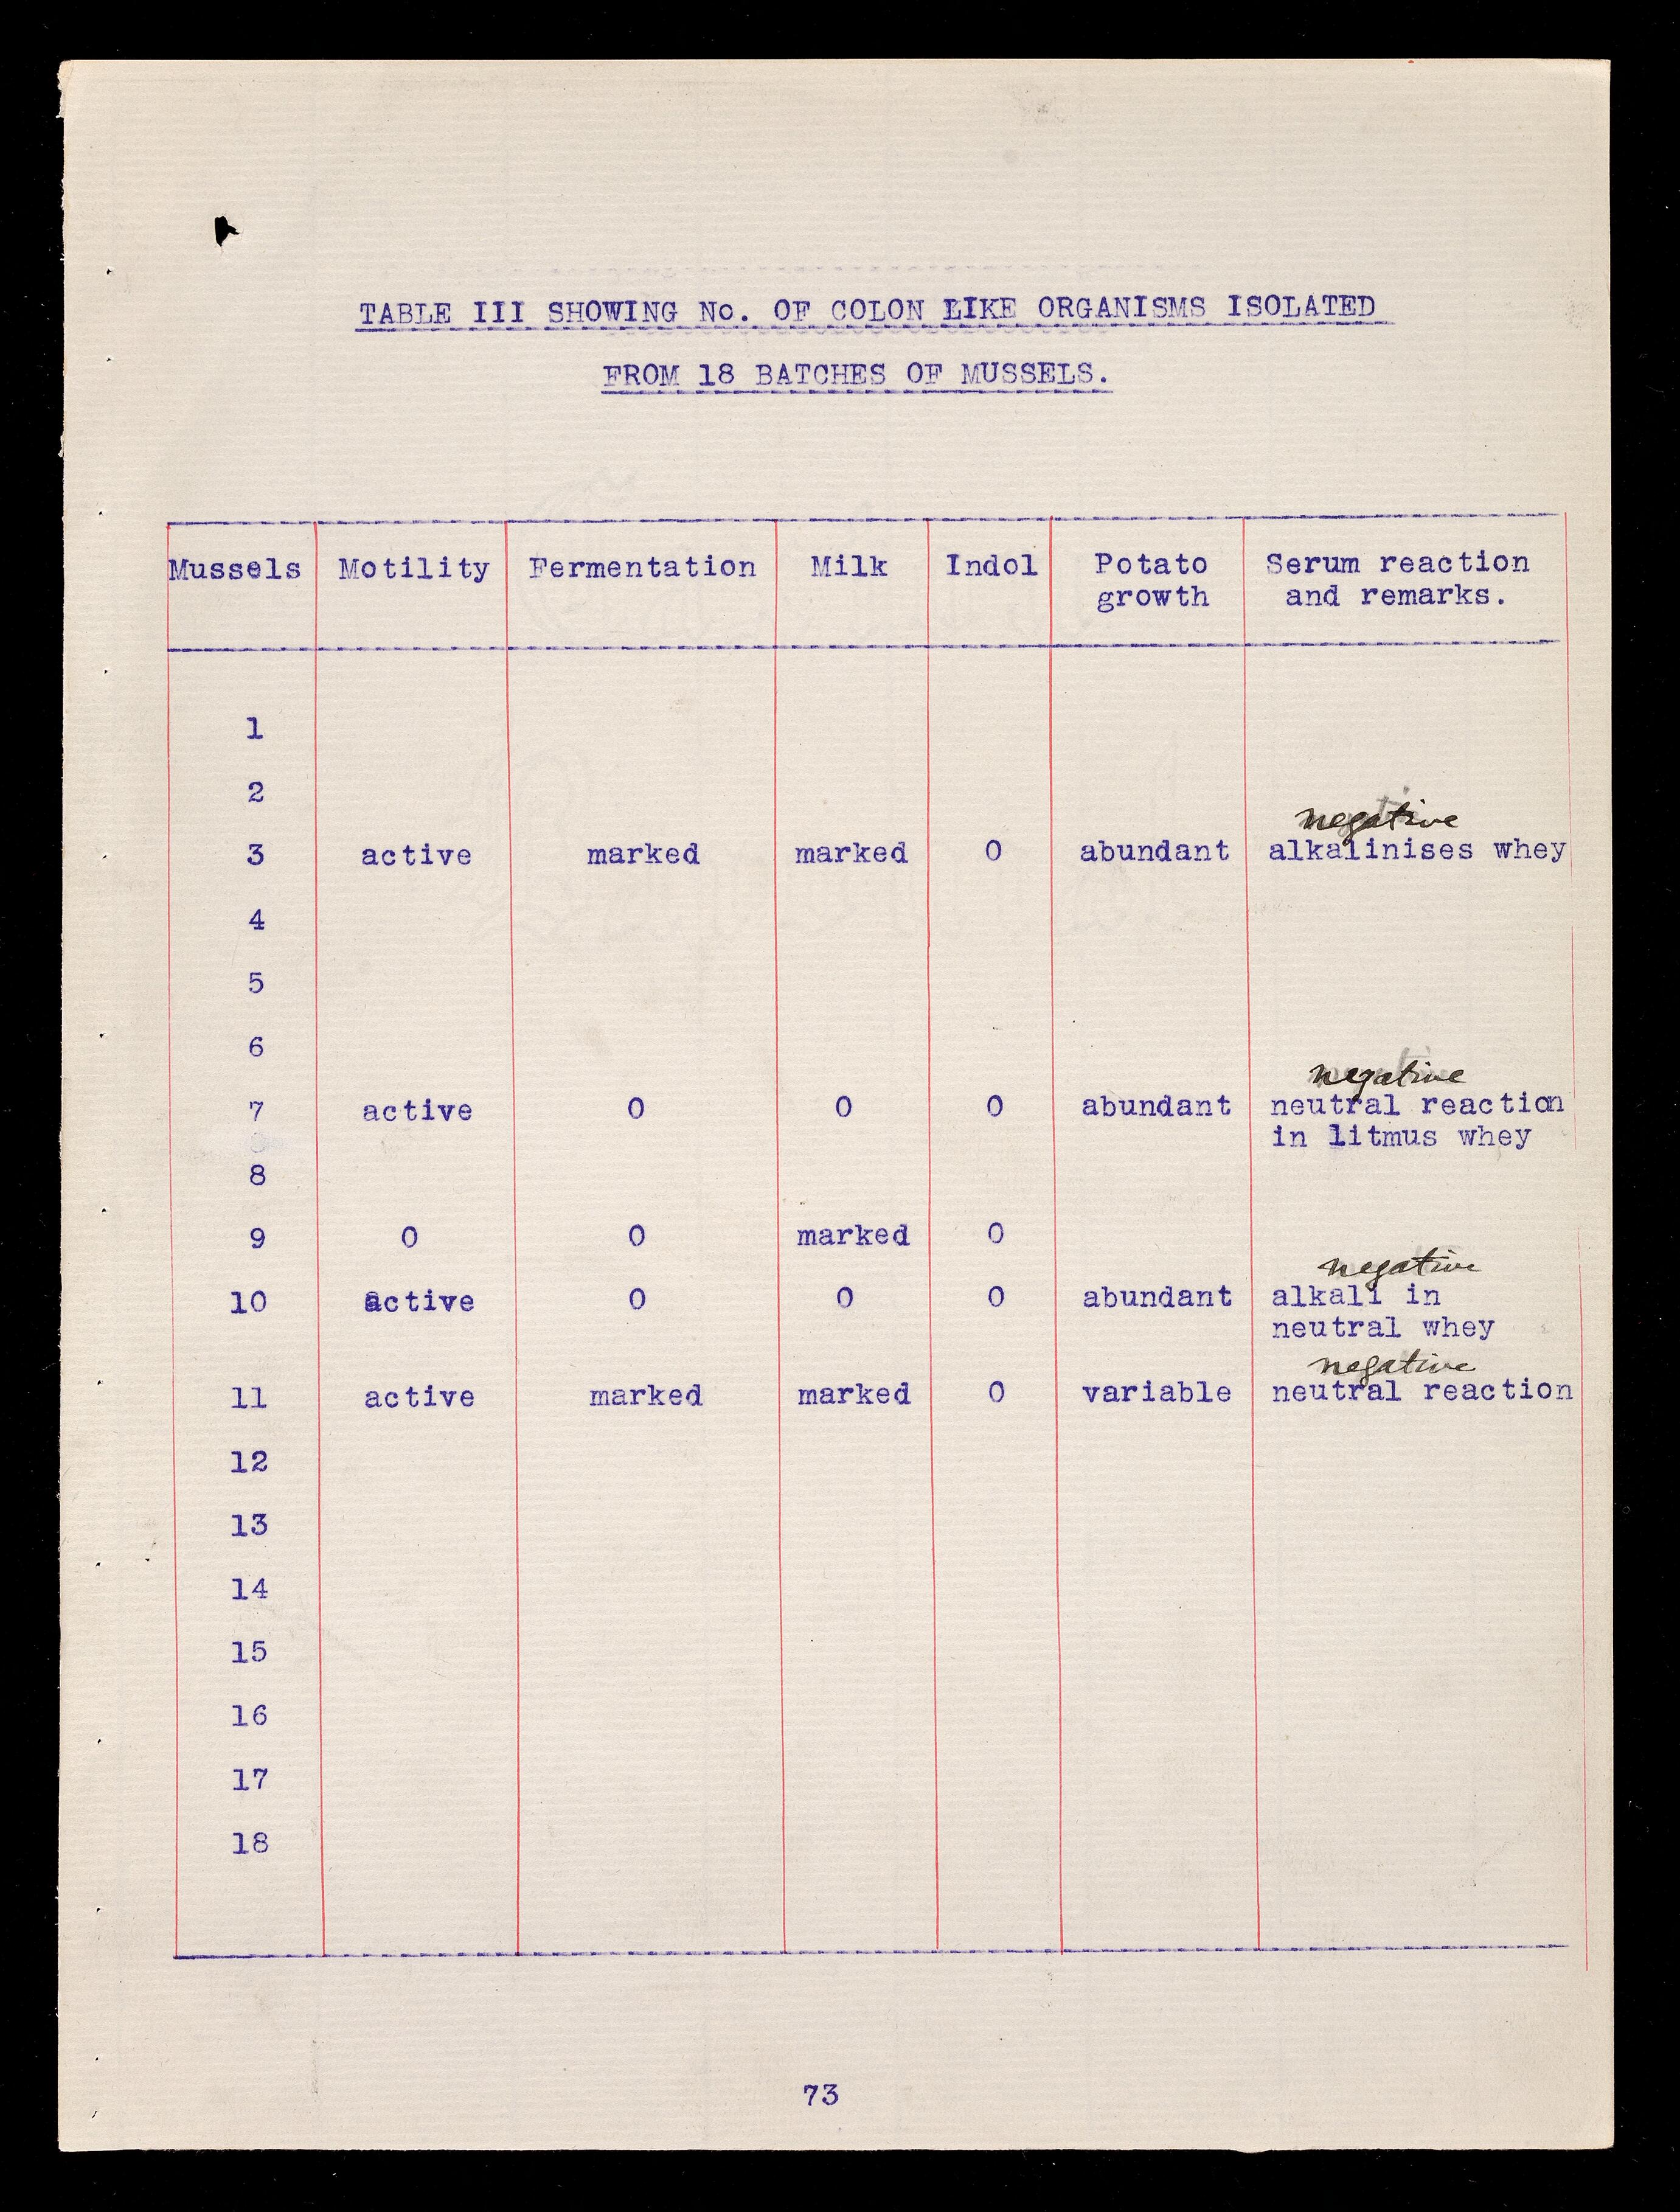 TABLE III SHOWING No. OF COLON LIKE ORGANISMS ISOLATED
FROM 18 BATCHES OF MUSSELS.
Mussels Motility Fermentation Milk Indol Potato growth Serum reaction and remarks.
1
2
negative
3 active marked marked 0 abundant alkalinises whey
4
5
6
negative
7 active 0 0 0 abundant neutral reaction
in litmus whey
8
9 0 0 marked 0
negative
10 active 0 0 0 abundant alkali in
neutral whey
negative
11 active marked marked 0 variable neutral reaction
12
13
14
15
16
17
18
73